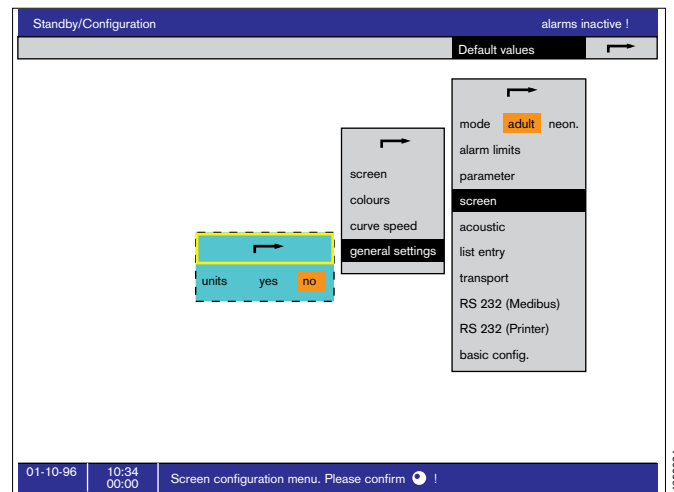 Standby/Configuration alarms inactive !
Default values
mode adult neon.
alarm limits
parameter
screen
acoustic
list entry
transport
RS 232 (Medibus)
RS 232 (Printer)
basic config.
screen
colours
curve speed
general settings
units yes no
01-10-96 10:34
00:00
Screen configuration menu. Please confirm !